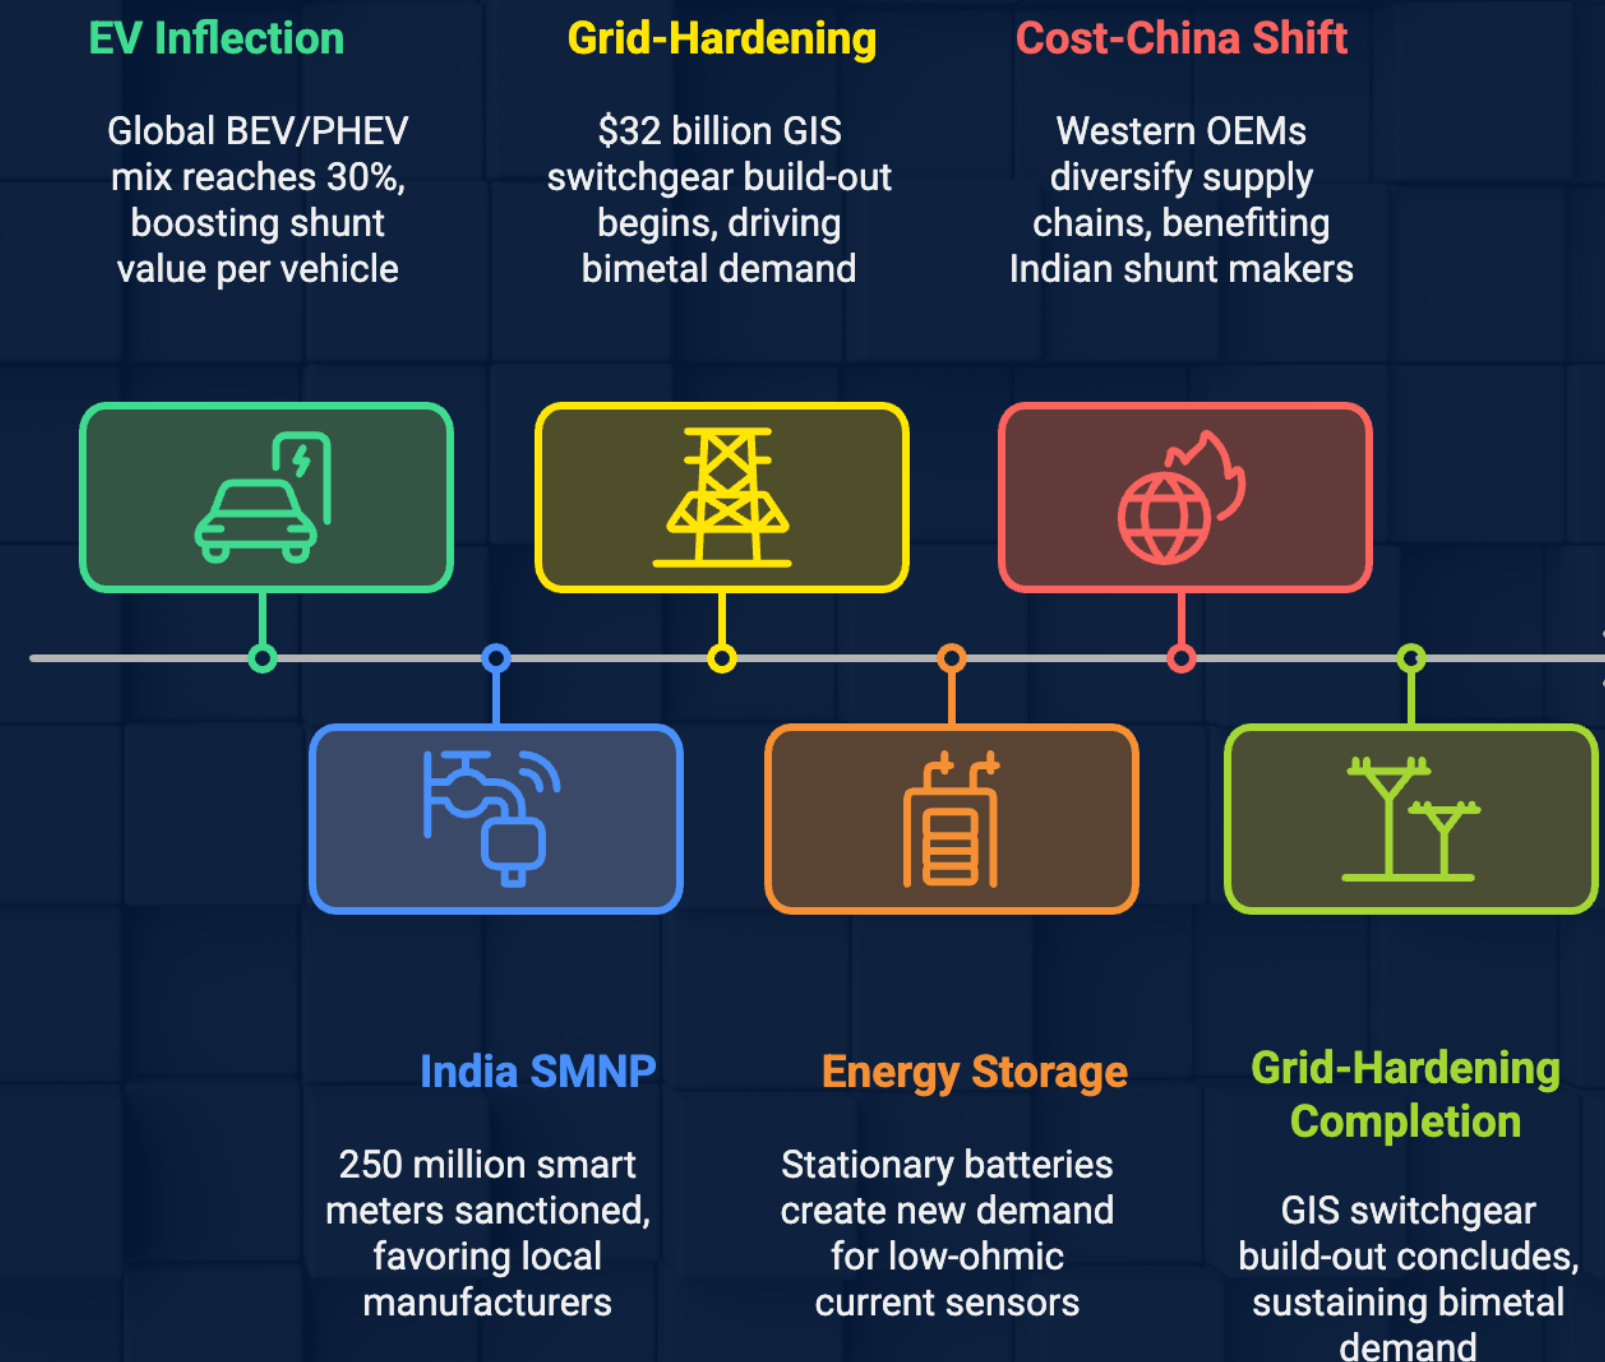 EV Inflection
Global BEV/PHEV
mix reaches 30%,
boosting shunt
value per vehicle
Grid-Hardening
$32 billion GIS
switchgear build-out
begins, driving
bimetal demand
Cost-China Shift
Western OEMs
diversify supply
chains, benefiting
Indian shunt makers
India SMNP
250 million smart
meters sanctioned,
favoring local
manufacturers
Energy Storage
Stationary batteries
create new demand
for low-ohmic
current sensors
Grid-Hardening
Completion
GIS switchgear
build-out concludes,
sustaining bimetal
demand